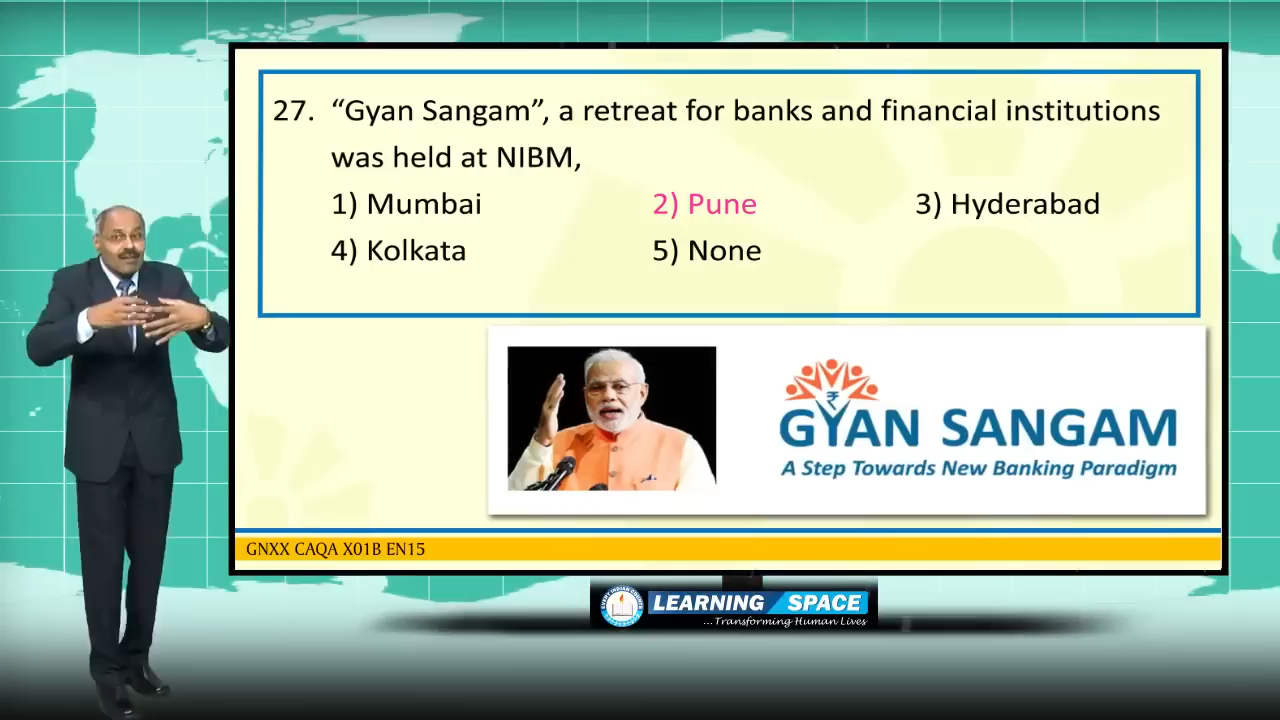 27. “Gyan Sangam”, a retreat for banks and financial institutions
was held at NIBM,
1) Mumbai 2) Pune 3) Hyderabad
4) Kolkata 5) None
GYAN SANGAM
A Step Towards New Banking Paradigm
GNXX CAQA X01B EN15
LEARNING SPACE
...Transforming Human Lives